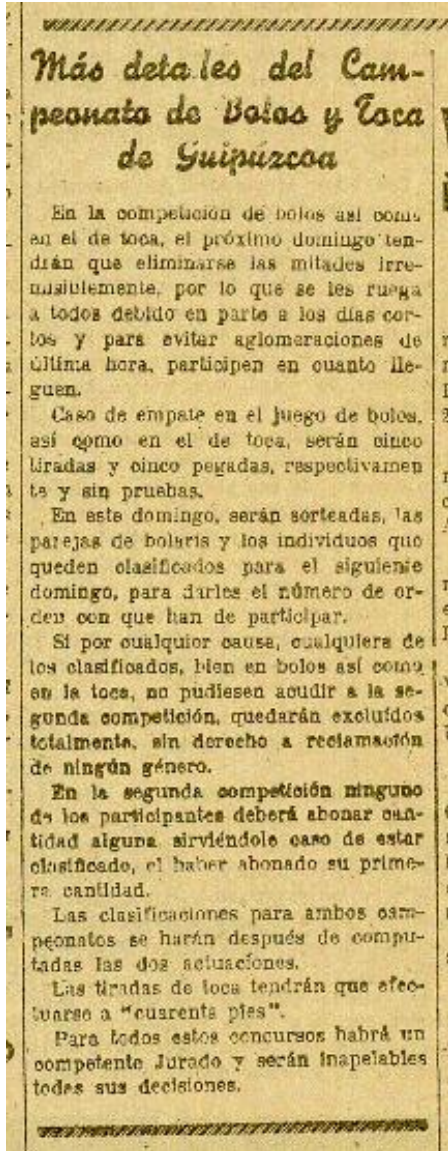 Más detalles del Cam-
peonato de Bolos y Toca
de Guipúzcoa
En la competición de bolos así como
en el de toca, el próximo domingo ten-
drán que eliminarse las mitades irre-
misiblemente, por lo que se les ruega
a todos debido en parte a los días cor-
tos y para evitar aglomeraciones de
última hora, participen en cuanto lle-
guen.
Caso de empate en el juego de bolos,
así como en el de toca, serán cinco
tiradas y cinco pegadas, respectivamen
te y sin pruebas.
En este domingo, serán sorteadas, las
parejas de bolaris y los individuos que
queden clasificados para el siguiente
domingo, para darles el número de or-
den con que han de participar.
Si por cualquier causa, cualquiera de
los clasificados, bien en bolos así como
en la toca, no pudiesen acudir a la se-
gunda competición, quedarán excluídos
totalmente, sin derecho a reclamación
de ningún género.
En la segunda competición ninguno
de los participantes deberá abonar can-
tidad alguna sirviéndole caso de estar
clasificado, el haber abonado su prime-
ra cantidad.
Las clasificaciones para ambos cam-
peonatos se harán después de compu-
tadas las dos actuaciones.
Las tiradas de toca tendrán que efec-
tuarse a "cuarenta pies".
Para todos estos concursos habrá un
competente Jurado y serán inapelables
todas sus decisiones.